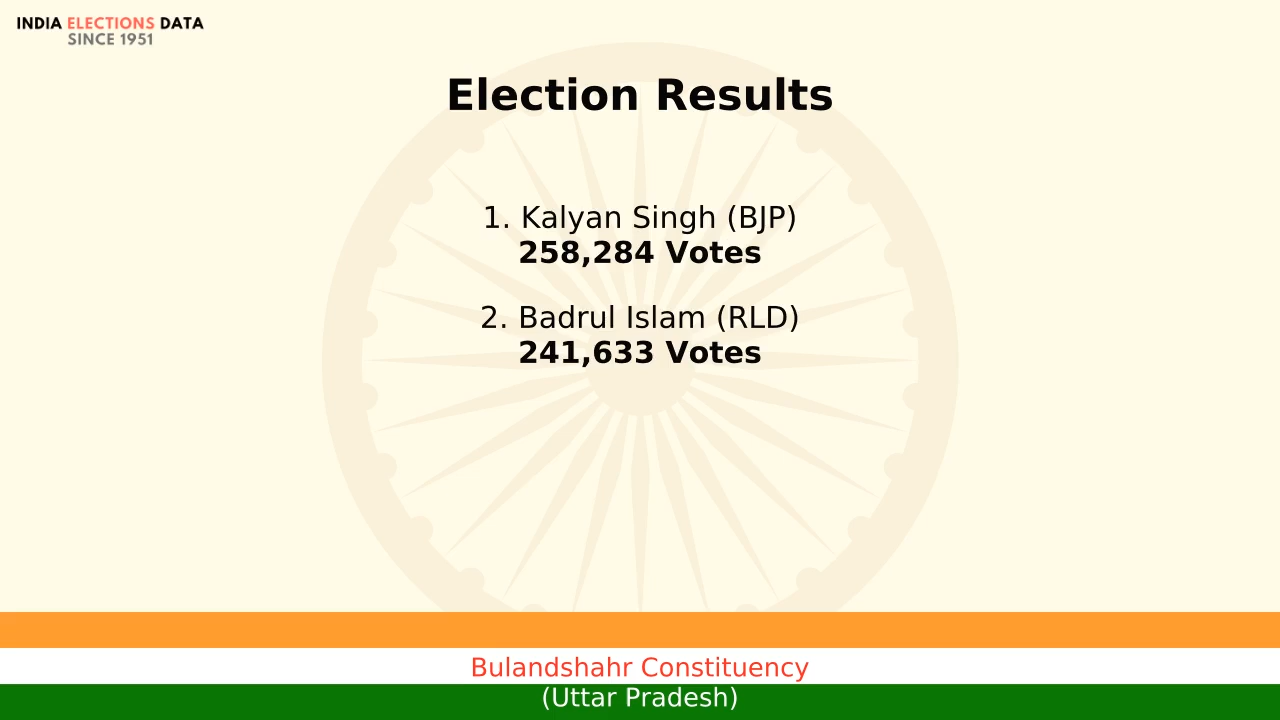 INDIA ELECTIONS DATA
SINCE 1951
Election Results
1. Kalyan Singh (BJP)
258,284 Votes
2. Badrul Islam (RLD)
241,633 Votes
Bulandshahr Constituency
(Uttar Pradesh)